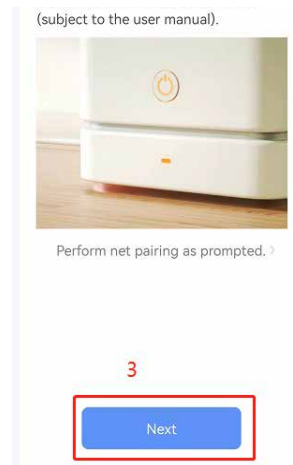 (subject to the user manual).
Perform net pairing as prompted. >
3
Next